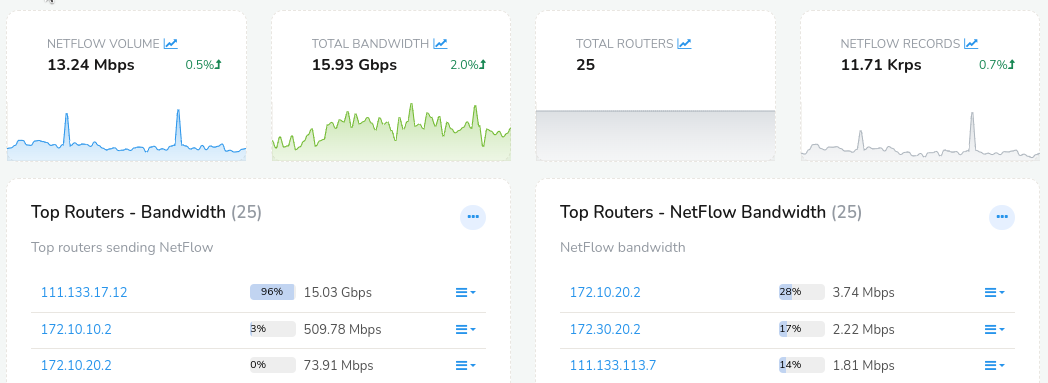 NETFLOW VOLUME
13.24 Mbps 0.5%
TOTAL BANDWIDTH
15.93 Gbps 2.0%
TOTAL ROUTERS
25
NETFLOW RECORDS
11.71 Krps 0.7%
Top Routers - Bandwidth (25)
Top routers sending NetFlow
111.133.17.12 96% 15.03 Gbps
172.10.10.2 3% 509.78 Mbps
172.10.20.2 0% 73.91 Mbps
Top Routers - NetFlow Bandwidth (25)
NetFlow bandwidth
172.10.20.2 28% 3.74 Mbps
172.30.20.2 17% 2.22 Mbps
111.133.113.7 14% 1.81 Mbps